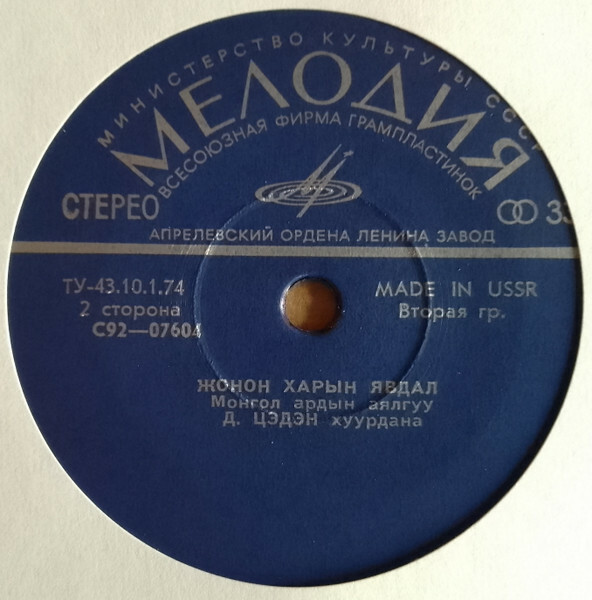 МИНИСТЕРСТВО КУЛЬТУРЫ СССР
МЕЛОДИЯ
ВСЕСОЮЗНАЯ ФИРМА ГРАМПЛАСТИНОК
СТЕРЕО 33
АПРЕЛЕВСКИЙ ОРДЕНА ЛЕНИНА ЗАВОД
ТУ-43.10.1.74 MADE IN USSR
2 сторона Вторая гр.
С92—07604
ЖОНОН ХАРЫН ЯВДАЛ
Монгол ардын аялгуу
Д. ЦЭДЭН хуурдана